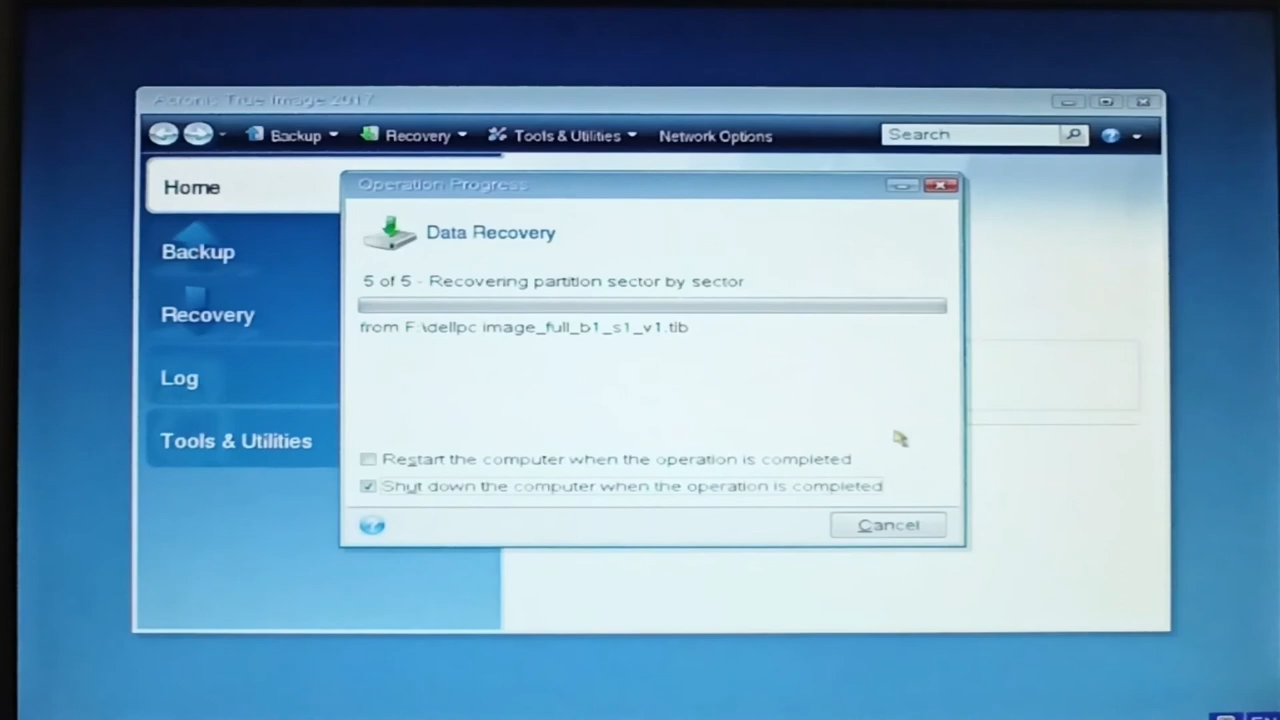 Acronis True Image 2017
Backup Recovery Tools & Utilities Network Options Search
Home
Backup
Recovery
Log
Tools & Utilities
Operation Progress
Data Recovery
5 of 5 - Recovering partition sector by sector
from F:\dellpc image_full_b1_s1_v1.tib
Restart the computer when the operation is completed
Shut down the computer when the operation is completed
Cancel